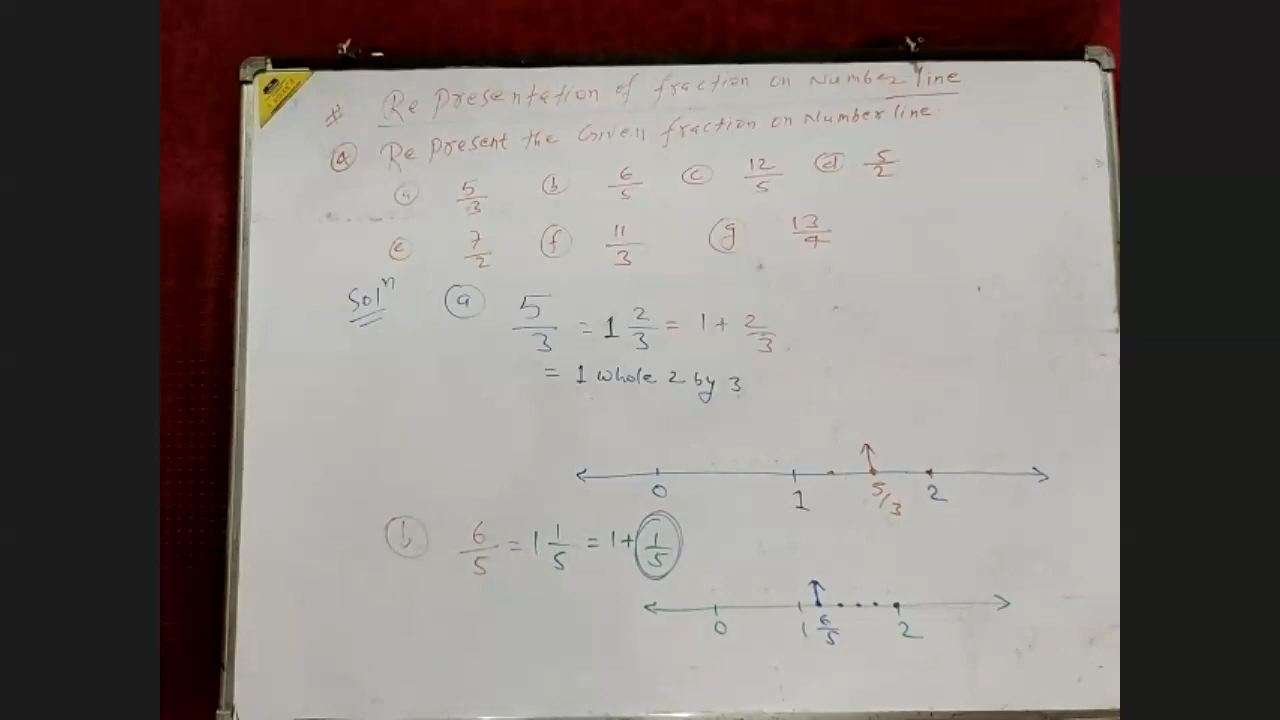 # Representation of fraction on Number line
Q Represent the Given fraction on Number line.
a 5/3 b 6/5 c 12/5 d 5/2
e 7/2 f 11/3 g 13/4
Solⁿ a 5/3 = 1 2/3 = 1 + 2/3
= 1 whole 2 by 3
0 1 5/3 2
b 6/5 = 1 1/5 = 1 + 1/5
0 1 6/5 2